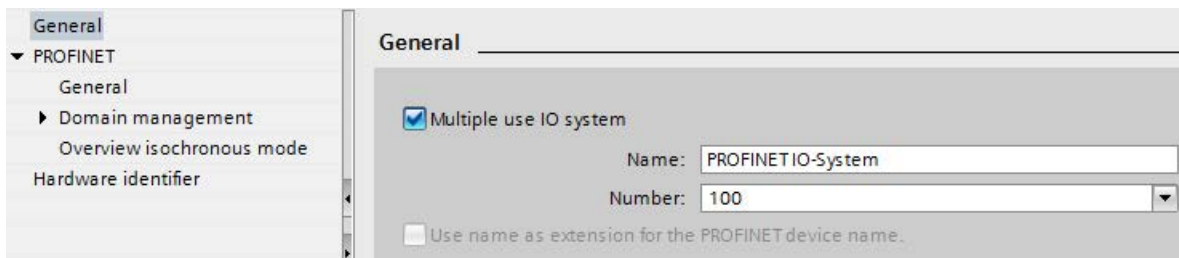 General
PROFINET
General
Domain management
Overview isochronous mode
Hardware identifier
General
Multiple use IO system
Name: PROFINET IO-System
Number: 100
Use name as extension for the PROFINET device name.